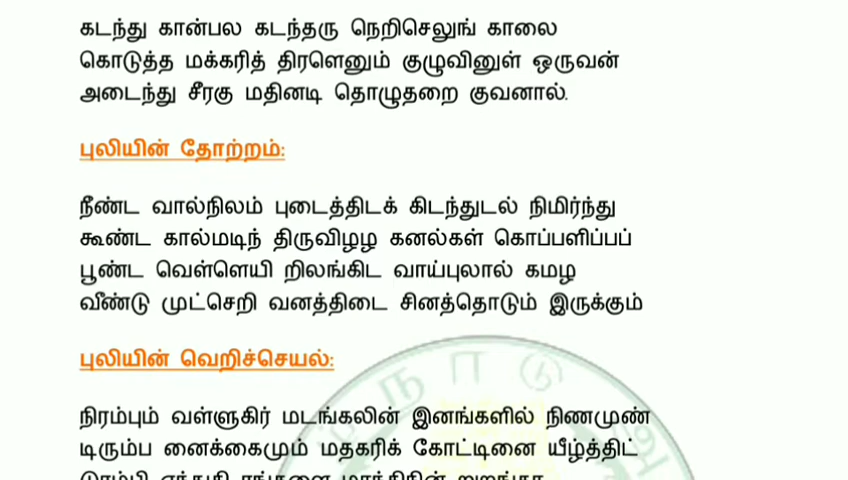 கடந்து கான்பல கடந்தரு நெறிசெலுங் காலை
கொடுத்த மக்கரித் திரளெனும் குழுவினுள் ஒருவன்
அடைந்து சீரகு மதினடி தொழுதறை குவனால்.
புலியின் தோற்றம்:
நீண்ட வால்நிலம் புடைத்திடக் கிடந்துடல் நிமிர்ந்து
கூண்ட கால்மடிந் திருவிழழ கனல்கள் கொப்பளிப்பப்
பூண்ட வெள்ளெயி றிலங்கிட வாய்புலால் கமழ
வீண்டு முட்செறி வனத்திடை சினத்தொடும் இருக்கும்
புலியின் வெறிச்செயல்:
நிரம்பும் வள்ளுகிர் மடங்கலின் இனங்களில் நிணமுண்
டிரும்ப னைக்கைமும் மதகரிக் கோட்டினை யீழ்த்திட்